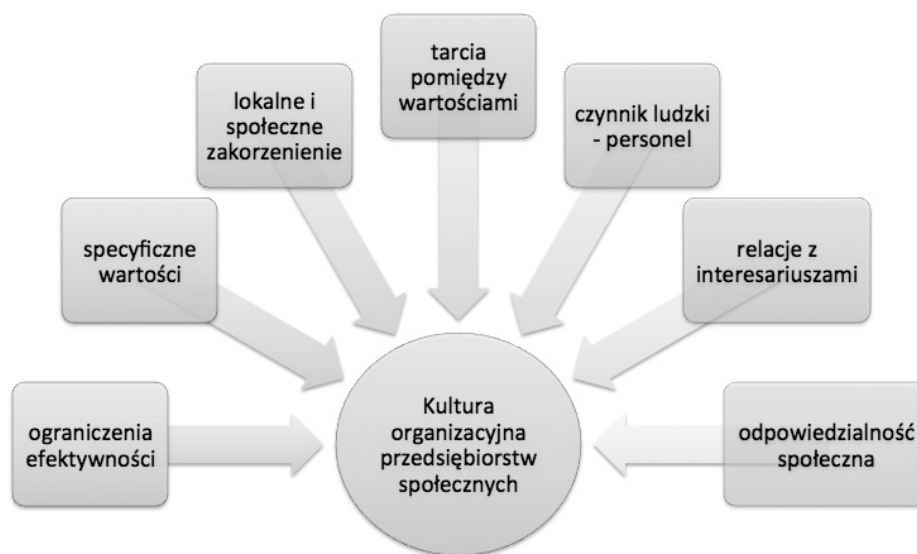 tarcia
pomiędzy
wartościami
lokalne i
społeczne
zakorzenienie
czynnik ludzki
- personel
specyficzne
wartości
relacje z
interesariuszami
ograniczenia
efektywności
Kultura
organizacyjna
przedsiębiorstw
społecznych
odpowiedzialność
społeczna